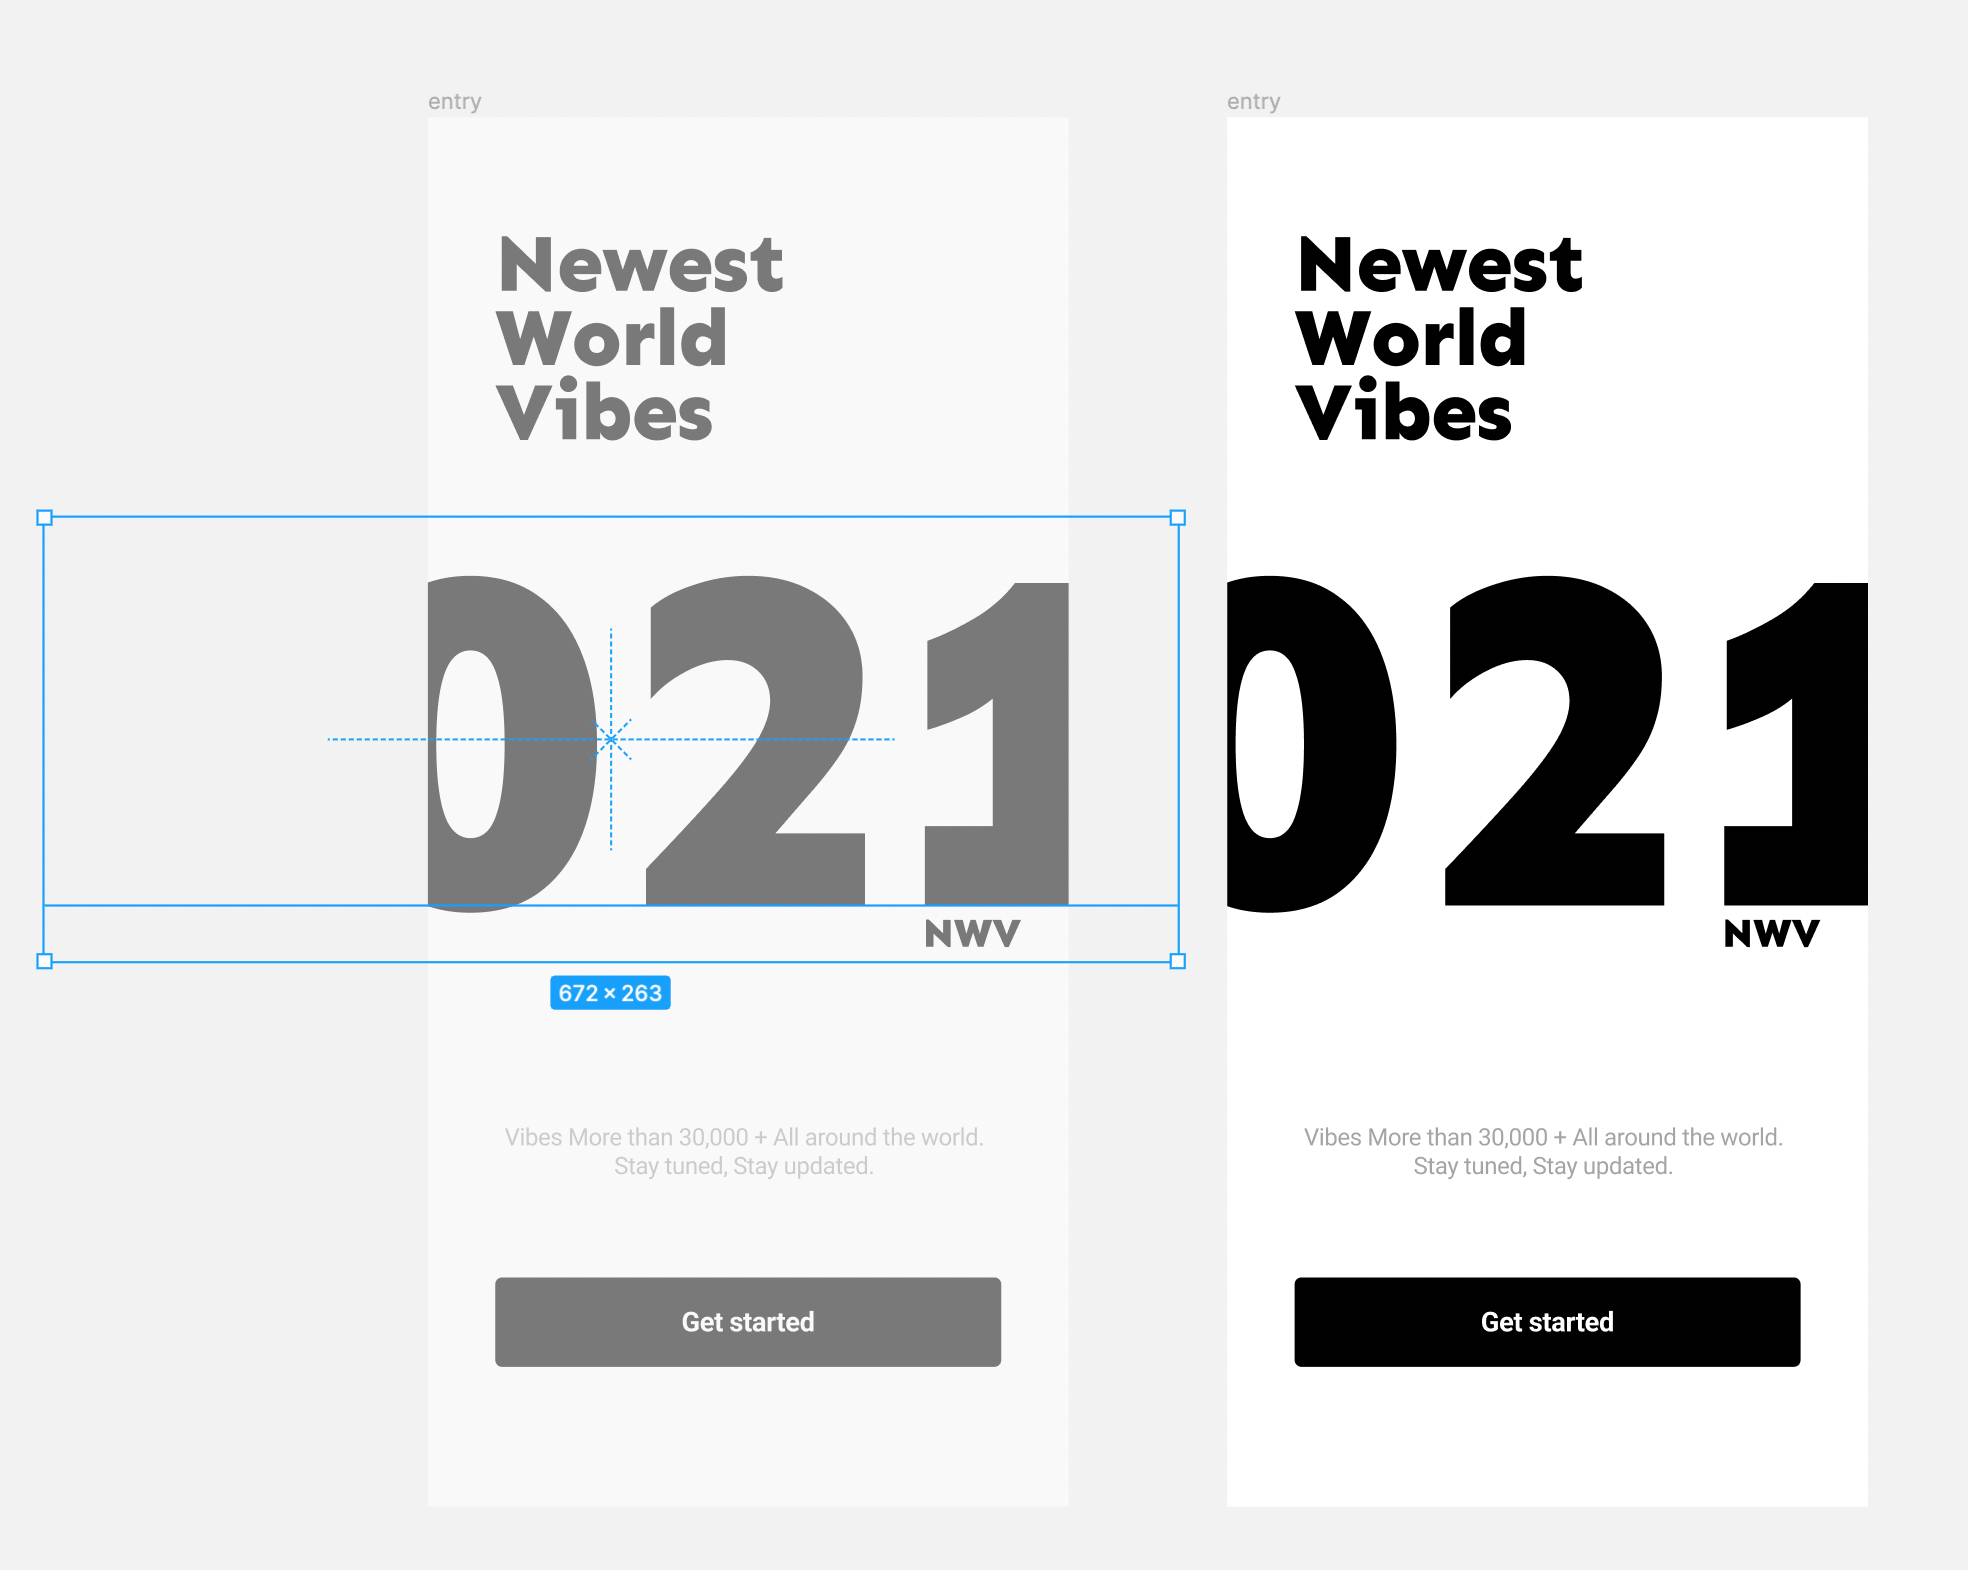 entry
Newest
World
Vibes
021
NWV
672 × 263
Vibes More than 30,000 + All around the world.
Stay tuned, Stay updated.
Get started
entry
Newest
World
Vibes
021
NWV
Vibes More than 30,000 + All around the world.
Stay tuned, Stay updated.
Get started